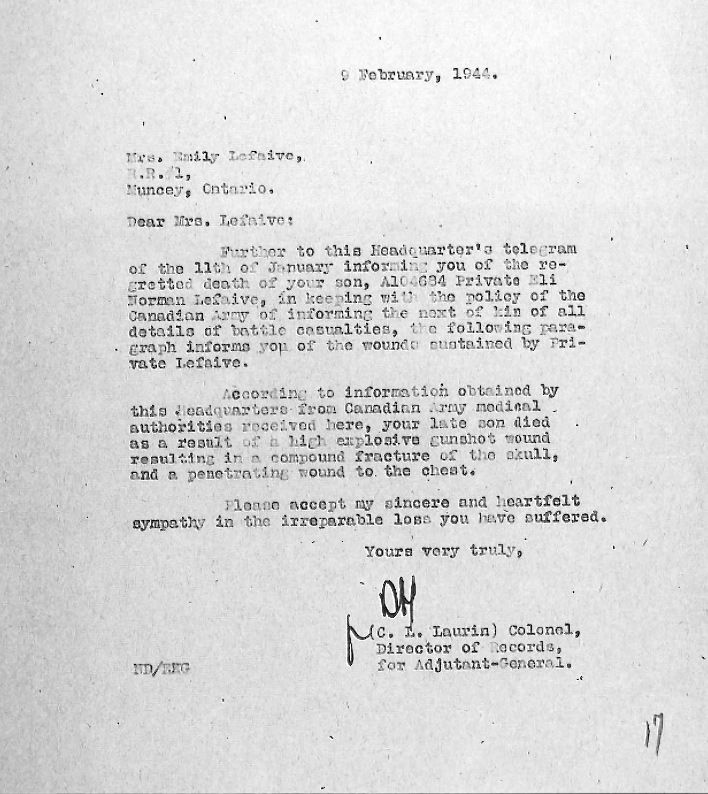 9 February, 1944.
Mrs. Emily Lefaive,
R.R./1,
Muncey, Ontario.
Dear Mrs. Lefaive:
Further to this Headquarter's telegram
of the 11th of January informing you of the re-
gretted death of your son, A104684 Private Eli
Norman Lefaive, in keeping with the policy of the
Canadian Army of informing the next of kin of all
details of battle casualties, the following para-
graph informs you of the wounds sustained by Pri-
vate Lefaive.
According to information obtained by
this Headquarters from Canadian Army medical
authorities received here, your late son died
as a result of a high explosive gunshot wound
resulting in a compound fracture of the skull,
and a penetrating wound to the chest.
Please accept my sincere and heartfelt
sympathy in the irreparable loss you have suffered.
Yours very truly,
(C. L. Laurin) Colonel,
Director of Records,
for Adjutant-General.
17